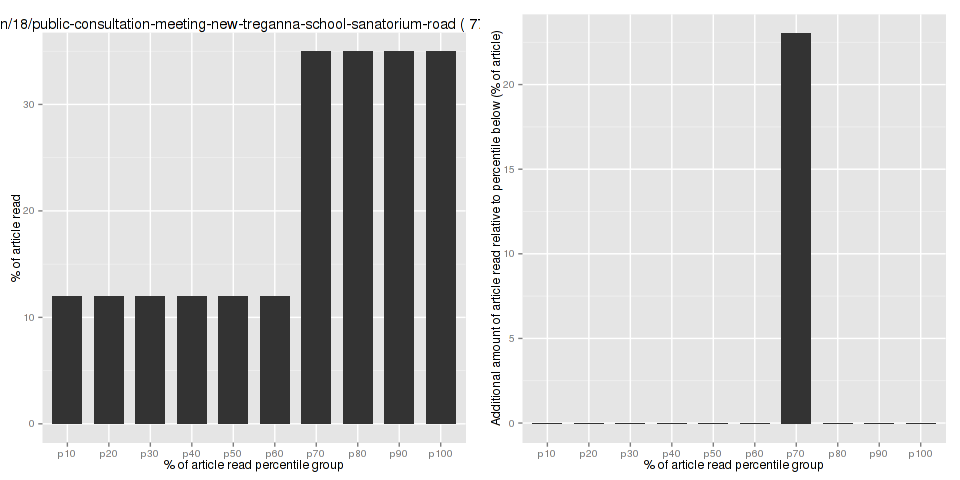 n/18/public-consultation-meeting-new-treganna-school-sanatorium-road ( 7
% of article read
30
20
10
0
p10 p20 p30 p40 p50 p60 p70 p80 p90 p100
% of article read percentile group
Additional amount of article read relative to percentile below (% of article)
20
15
10
5
0
p10 p20 p30 p40 p50 p60 p70 p80 p90 p100
% of article read percentile group